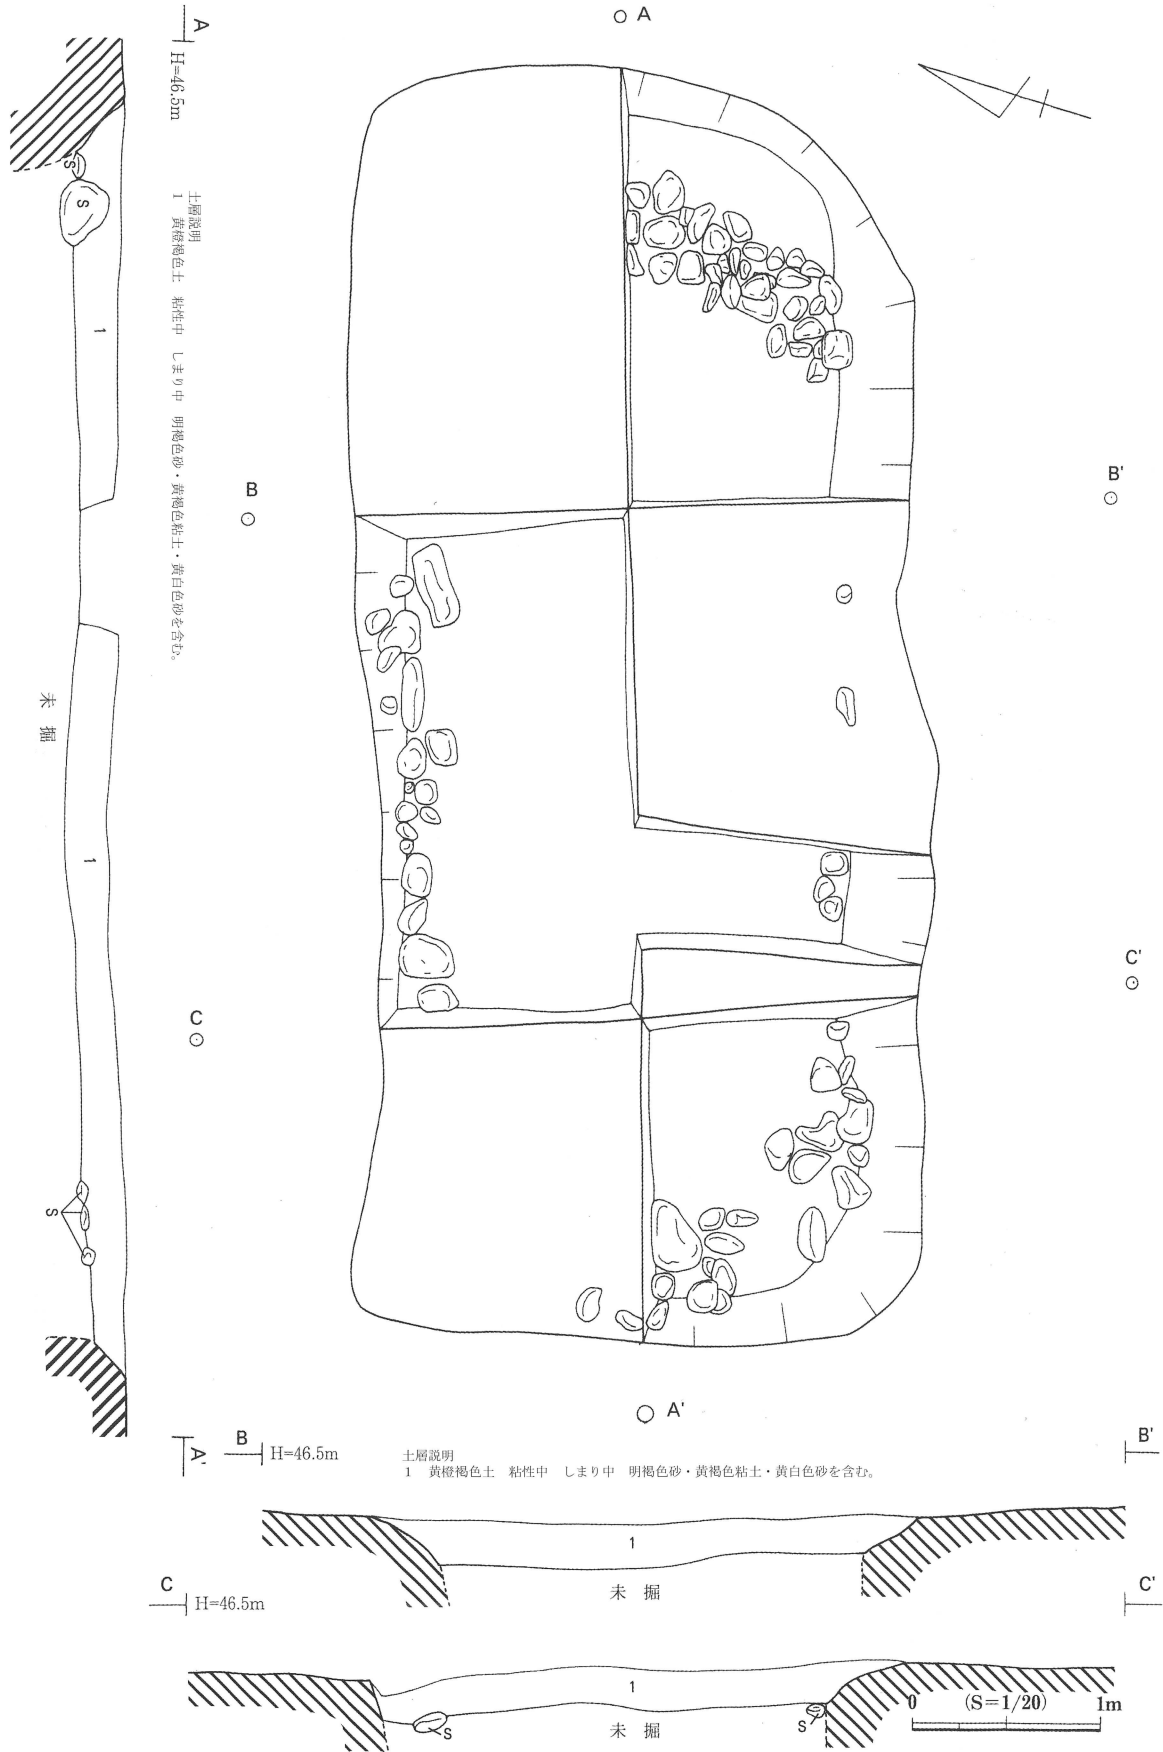 A
A
H=46.5m
土層説明
1 黄橙褐色土 粘性中 しまり中 明褐色砂・黄褐色粘土・黄白色砂を含む。
S
S
1
B
B'
未 掘
1
C'
C
S
S
A'
A'
B
H=46.5m
土層説明
1 黄橙褐色土 粘性中 しまり中 明褐色砂・黄褐色粘土・黄白色砂を含む。
B'
1
未 掘
C
H=46.5m
C'
1
S
S
未 掘
0 (S=1/20) 1m